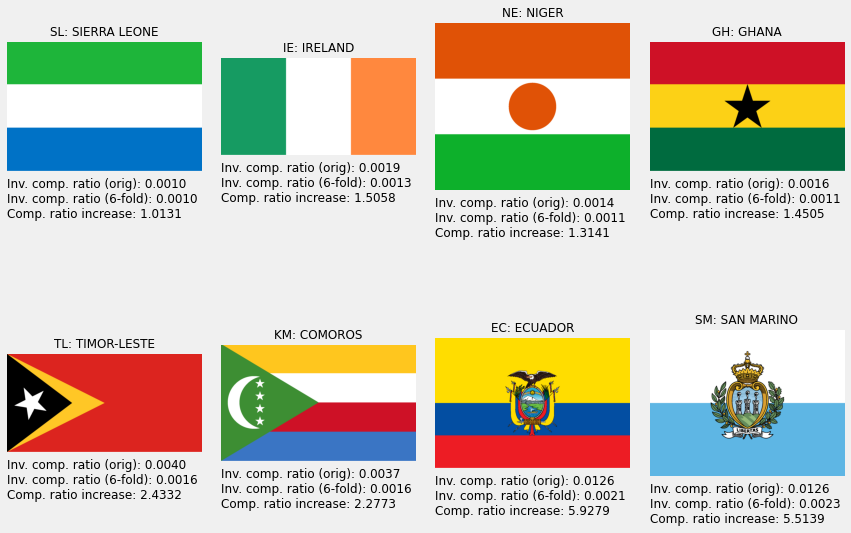 SL: SIERRA LEONE
Inv. comp. ratio (orig): 0.0010
Inv. comp. ratio (6-fold): 0.0010
Comp. ratio increase: 1.0131
IE: IRELAND
Inv. comp. ratio (orig): 0.0019
Inv. comp. ratio (6-fold): 0.0013
Comp. ratio increase: 1.5058
NE: NIGER
Inv. comp. ratio (orig): 0.0014
Inv. comp. ratio (6-fold): 0.0011
Comp. ratio increase: 1.3141
GH: GHANA
Inv. comp. ratio (orig): 0.0016
Inv. comp. ratio (6-fold): 0.0011
Comp. ratio increase: 1.4505
TL: TIMOR-LESTE
Inv. comp. ratio (orig): 0.0040
Inv. comp. ratio (6-fold): 0.0016
Comp. ratio increase: 2.4332
KM: COMOROS
Inv. comp. ratio (orig): 0.0037
Inv. comp. ratio (6-fold): 0.0016
Comp. ratio increase: 2.2773
EC: ECUADOR
Inv. comp. ratio (orig): 0.0126
Inv. comp. ratio (6-fold): 0.0021
Comp. ratio increase: 5.9279
SM: SAN MARINO
LIBERTAS
Inv. comp. ratio (orig): 0.0126
Inv. comp. ratio (6-fold): 0.0023
Comp. ratio increase: 5.5139